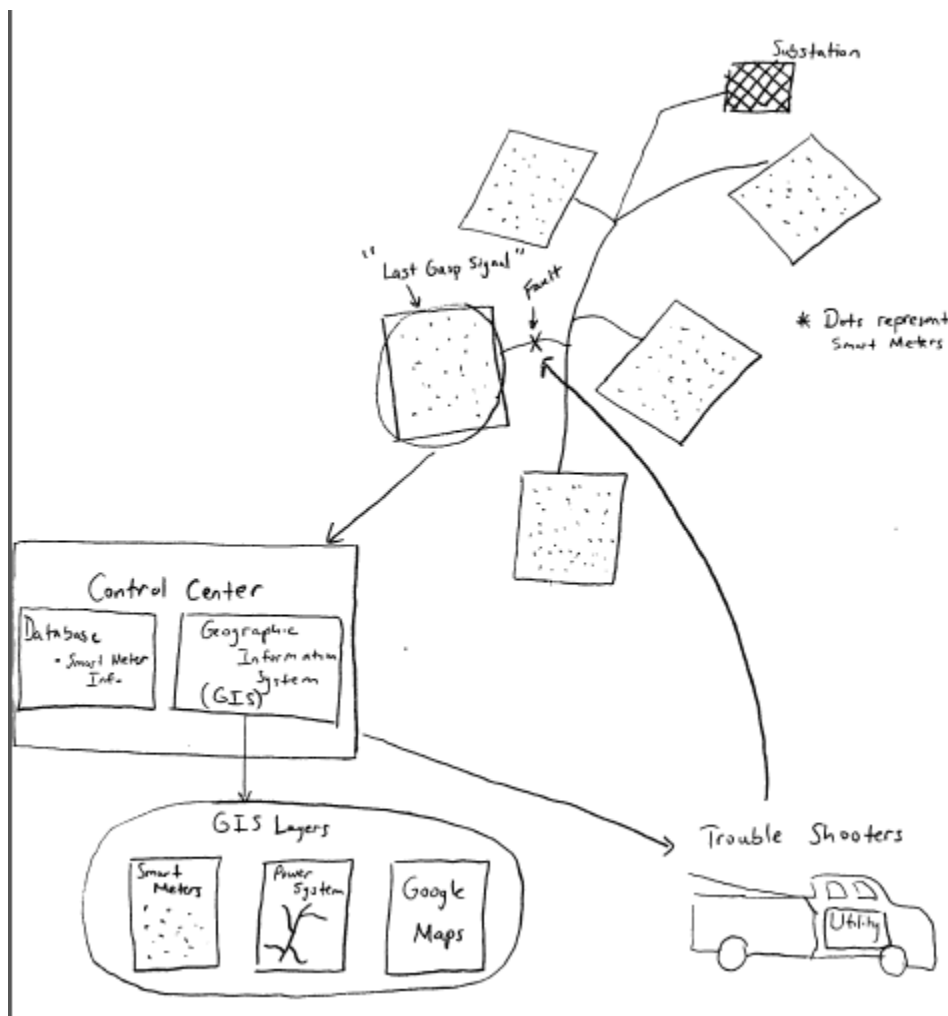 Substation
"Last Gasp Signal"
Fault
* Dots represent
Smart Meters
Control Center
Database
• Smart Meter
Info.
Geographic
Information
System
(GIS)
GIS Layers
Smart
Meters
Power
System
Google
Maps
Trouble Shooters
Utility